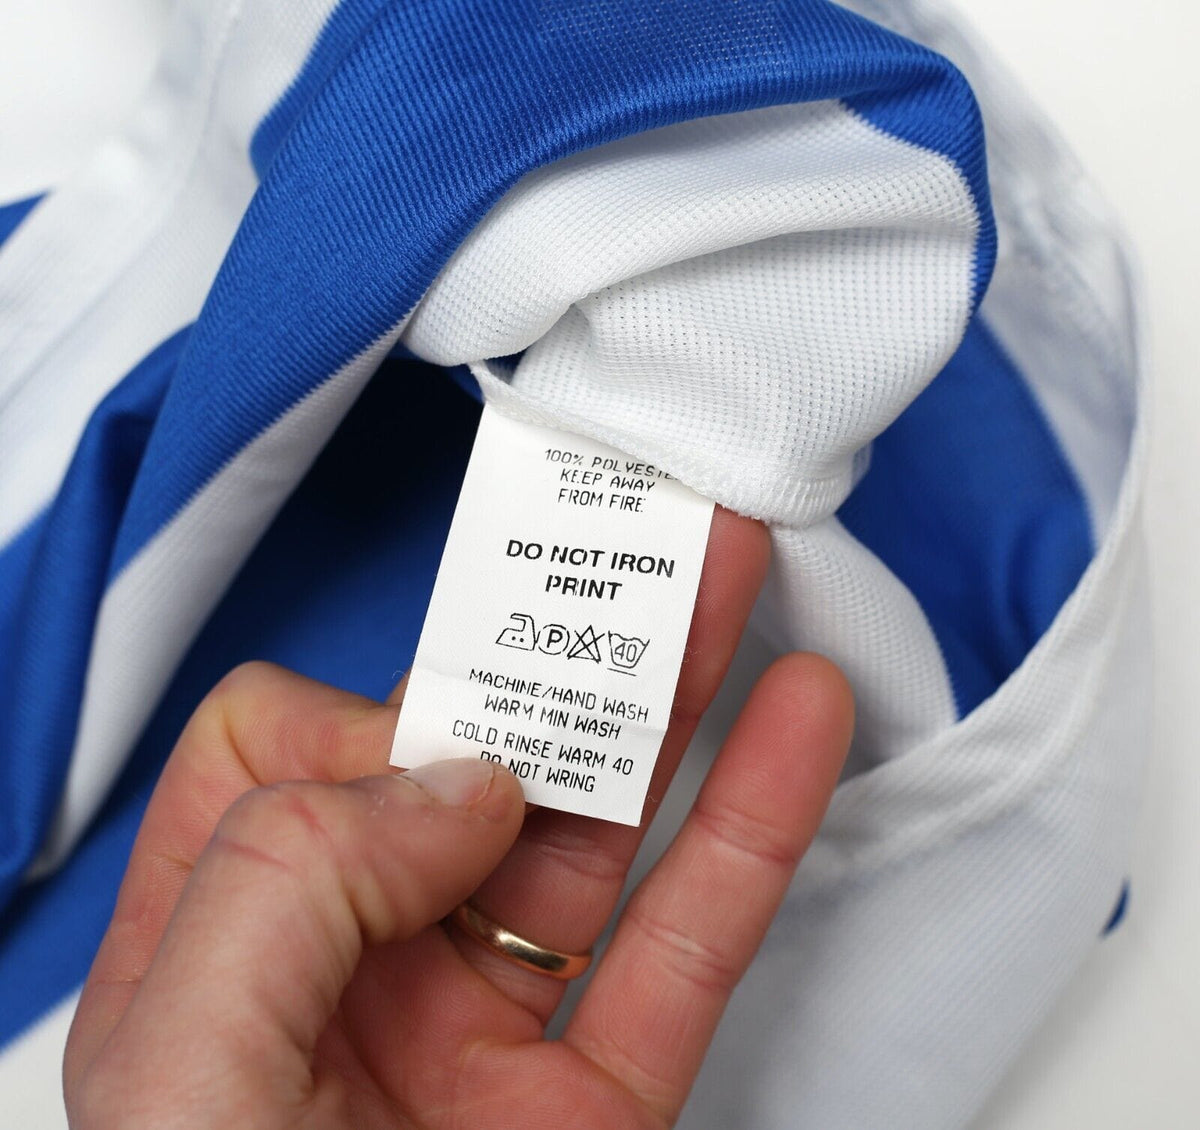 100% POLYESTE
KEEP AWAY
FROM FIRE
DO NOT IRON
PRINT
P 40
MACHINE/HAND WASH
WARM MIN WASH
COLD RINSE WARM 40
DO NOT WRING